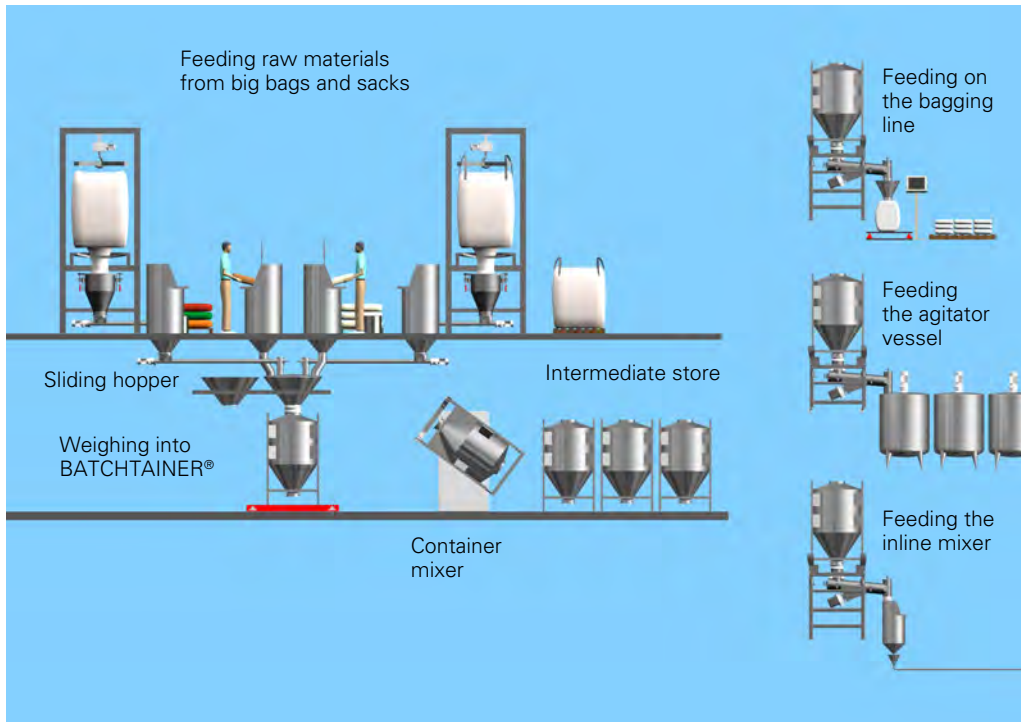 Feeding raw materials
from big bags and sacks
Feeding on
the bagging
line
Feeding
the agitator
vessel
Sliding hopper
Intermediate store
Weighing into
BATCHTAINER®
Container
mixer
Feeding the
inline mixer